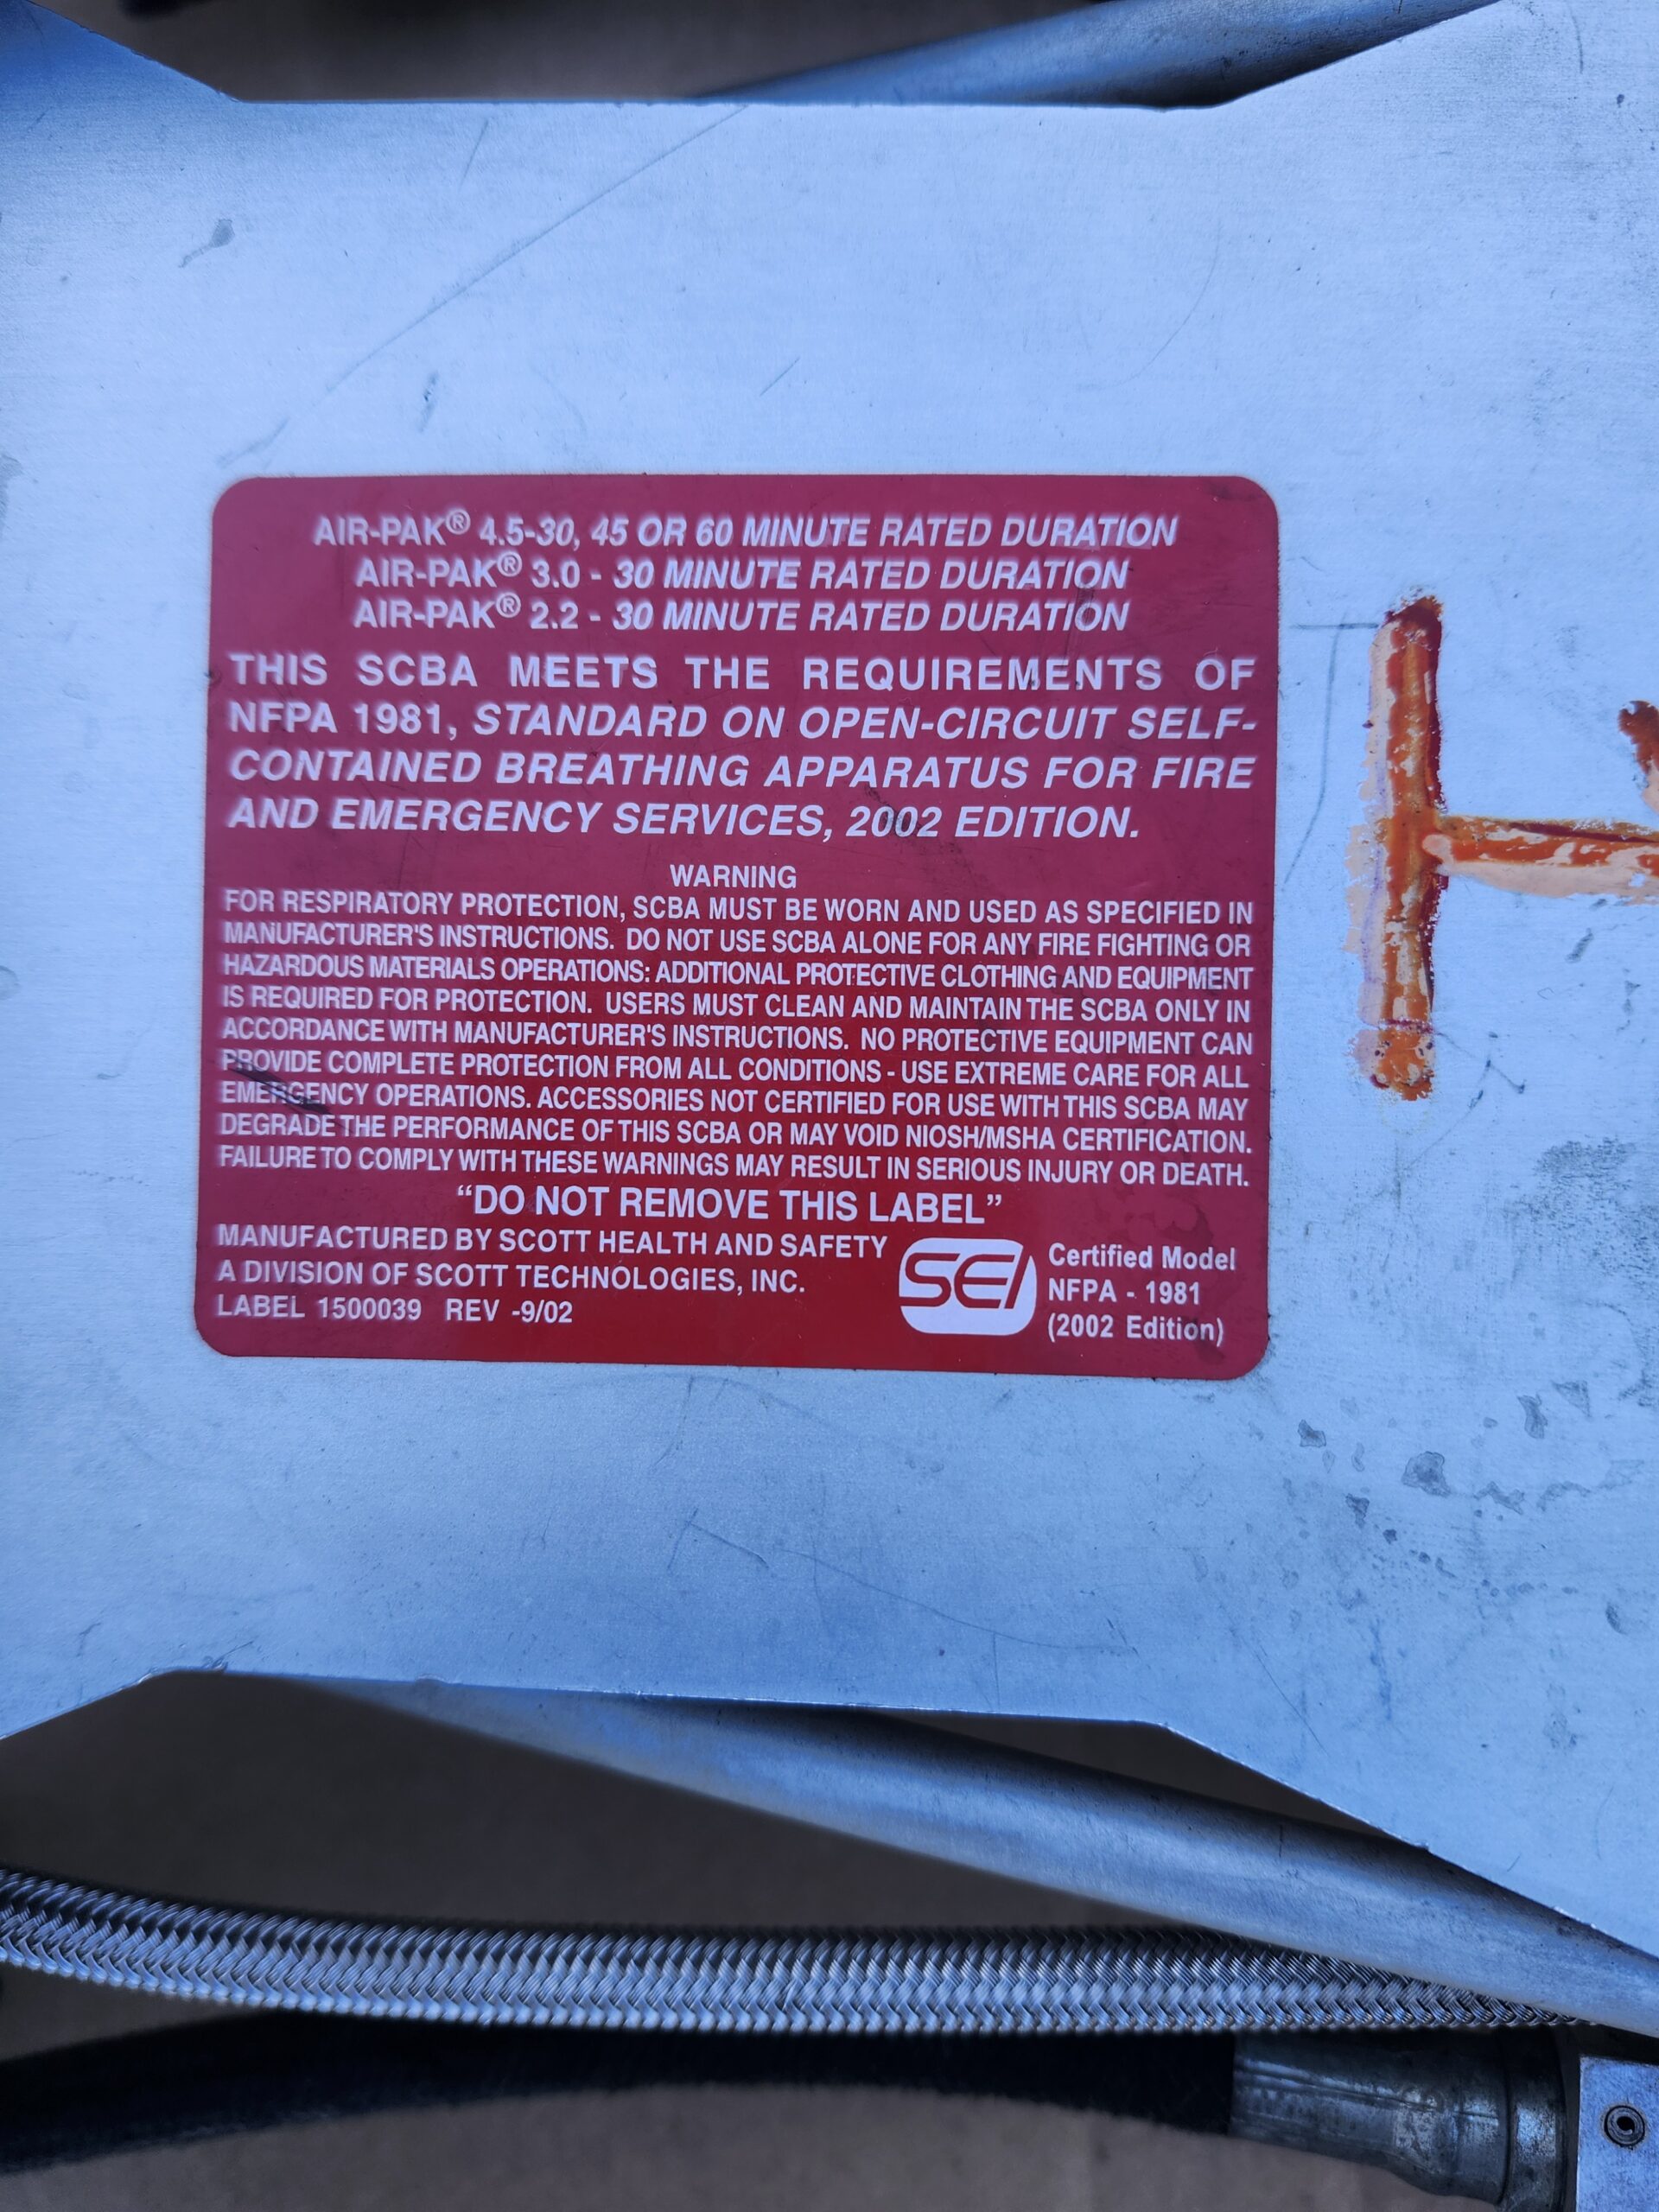 AIR-PAK® 4.5-30, 45 OR 60 MINUTE RATED DURATION
AIR-PAK® 3.0 - 30 MINUTE RATED DURATION
AIR-PAK® 2.2 - 30 MINUTE RATED DURATION
THIS SCBA MEETS THE REQUIREMENTS OF
NFPA 1981, STANDARD ON OPEN-CIRCUIT SELF-
CONTAINED BREATHING APPARATUS FOR FIRE
AND EMERGENCY SERVICES, 2002 EDITION.
WARNING
FOR RESPIRATORY PROTECTION, SCBA MUST BE WORN AND USED AS SPECIFIED IN
MANUFACTURER'S INSTRUCTIONS. DO NOT USE SCBA ALONE FOR ANY FIRE FIGHTING OR
HAZARDOUS MATERIALS OPERATIONS: ADDITIONAL PROTECTIVE CLOTHING AND EQUIPMENT
IS REQUIRED FOR PROTECTION. USERS MUST CLEAN AND MAINTAIN THE SCBA ONLY IN
ACCORDANCE WITH MANUFACTURER'S INSTRUCTIONS. NO PROTECTIVE EQUIPMENT CAN
PROVIDE COMPLETE PROTECTION FROM ALL CONDITIONS - USE EXTREME CARE FOR ALL
EMERGENCY OPERATIONS. ACCESSORIES NOT CERTIFIED FOR USE WITH THIS SCBA MAY
DEGRADE THE PERFORMANCE OF THIS SCBA OR MAY VOID NIOSH/MSHA CERTIFICATION.
FAILURE TO COMPLY WITH THESE WARNINGS MAY RESULT IN SERIOUS INJURY OR DEATH.
“DO NOT REMOVE THIS LABEL”
MANUFACTURED BY SCOTT HEALTH AND SAFETY
A DIVISION OF SCOTT TECHNOLOGIES, INC.
LABEL 1500039 REV -9/02
SEI
Certified Model
NFPA - 1981
(2002 Edition)